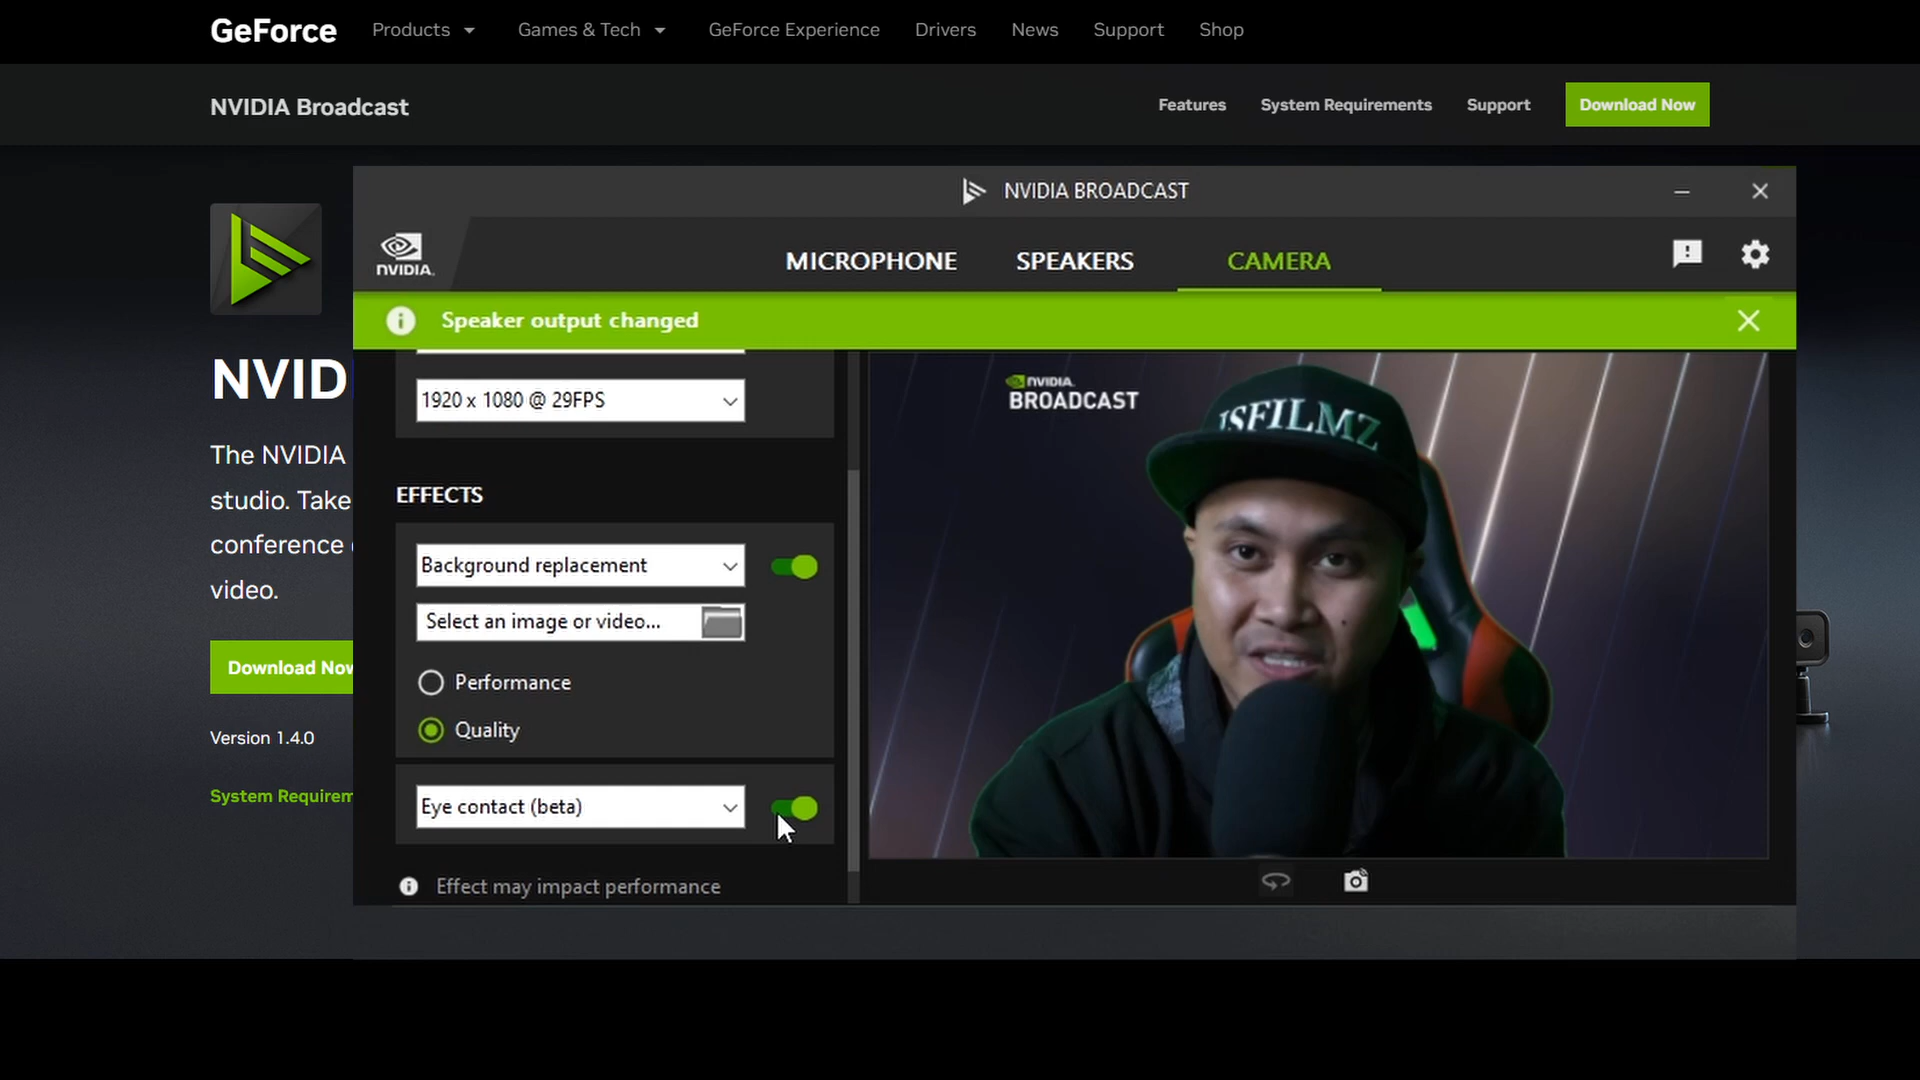 GeForce Products Games & Tech GeForce Experience Drivers News Support Shop
NVIDIA Broadcast Features System Requirements Support Download Now
NVIDIA BROADCAST
NVIDIA. MICROPHONE SPEAKERS CAMERA
Speaker output changed
NVID
The NVIDIA
studio. Take
conference
video.
Download Now
Version 1.4.0
System Requirem
1920 x 1080 @ 29FPS
EFFECTS
Background replacement
Select an image or video...
Performance
Quality
Eye contact (beta)
Effect may impact performance
NVIDIA.
BROADCAST
JSFILMZ